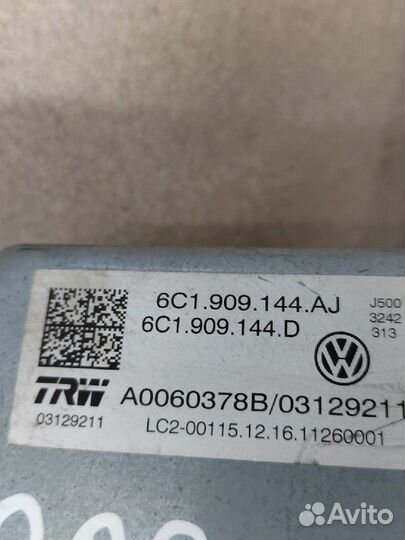 6C1.909.144.AJ
6C1.909.144.D
J500
3242
313
TRW
A0060378B/03129211
03129211
LC2-00115.12.16.11260001
Avito